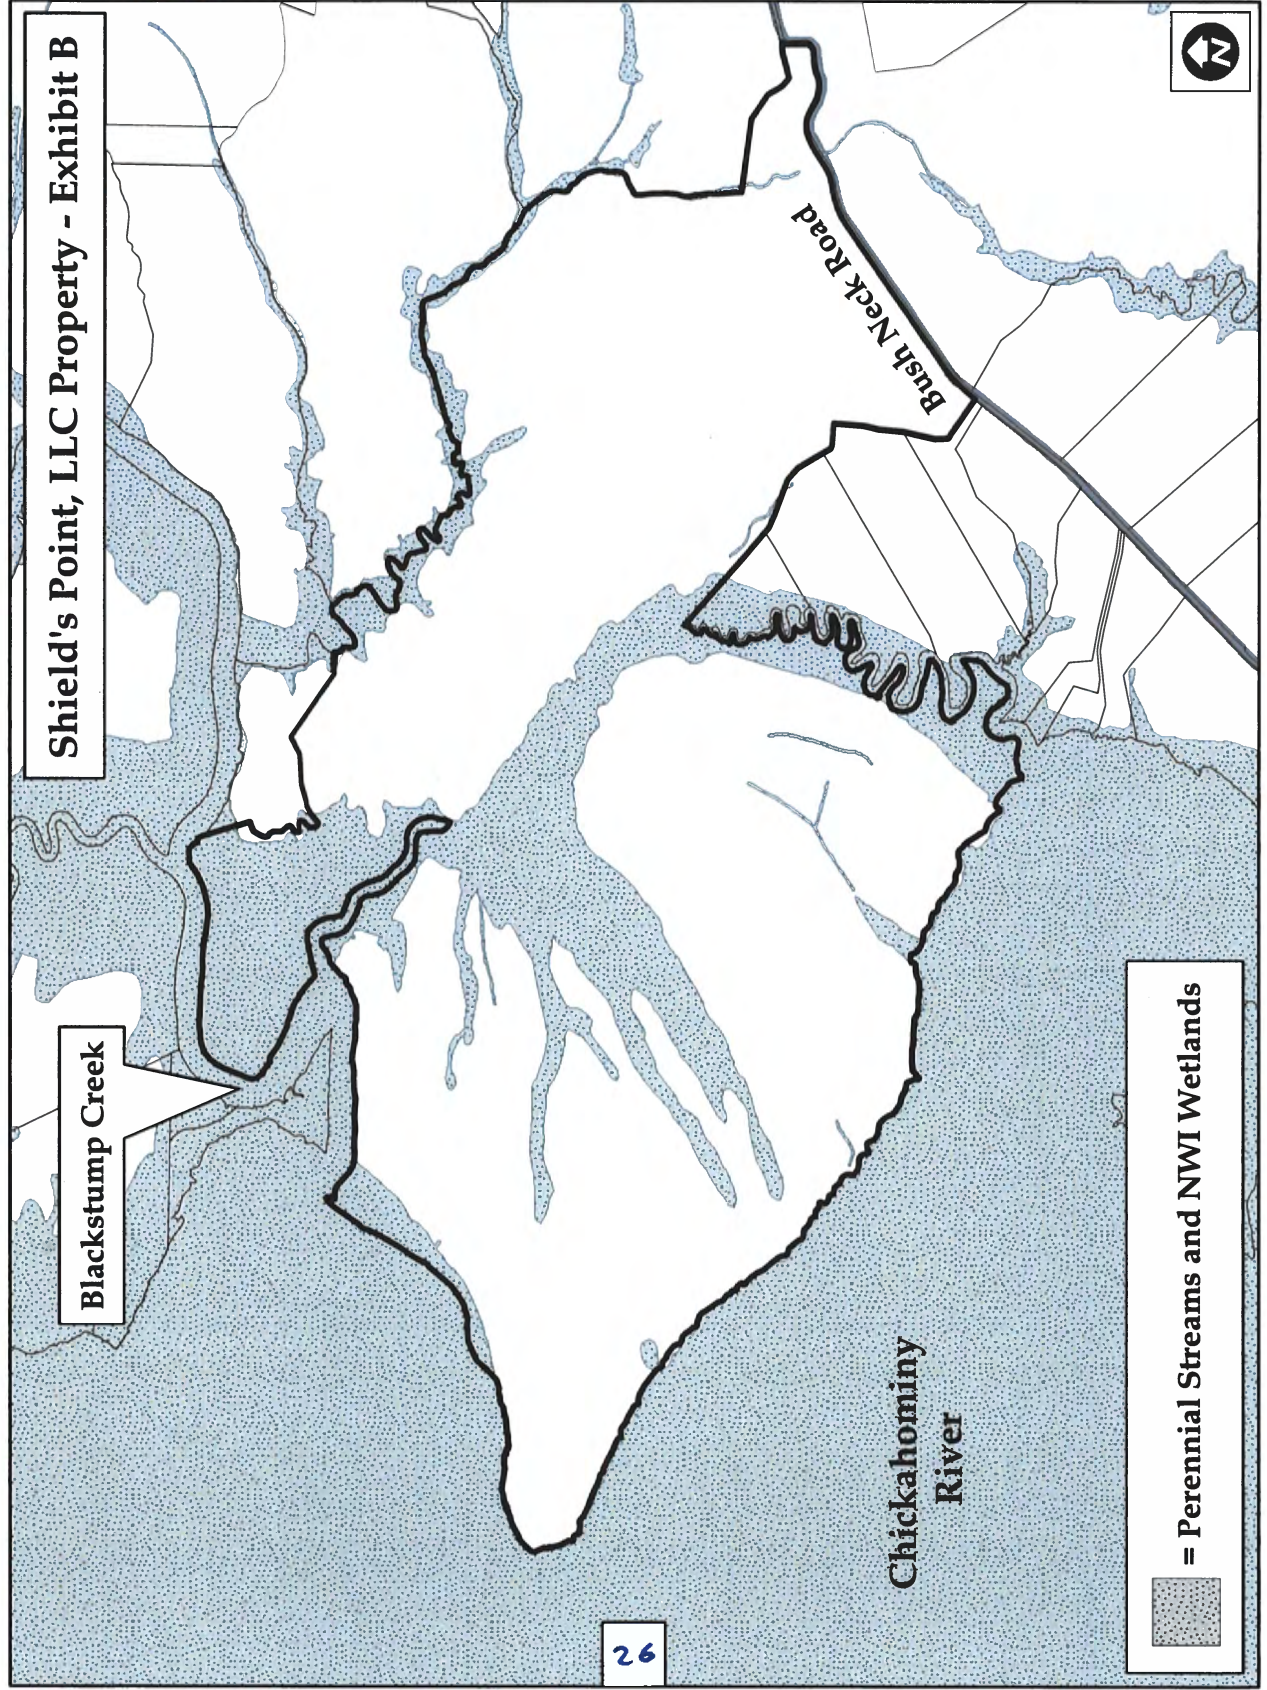 Shield's Point, LLC Property - Exhibit B
N
Blackstump Creek
Bush Neck Road
Chickahominy
River
= Perennial Streams and NWI Wetlands
26